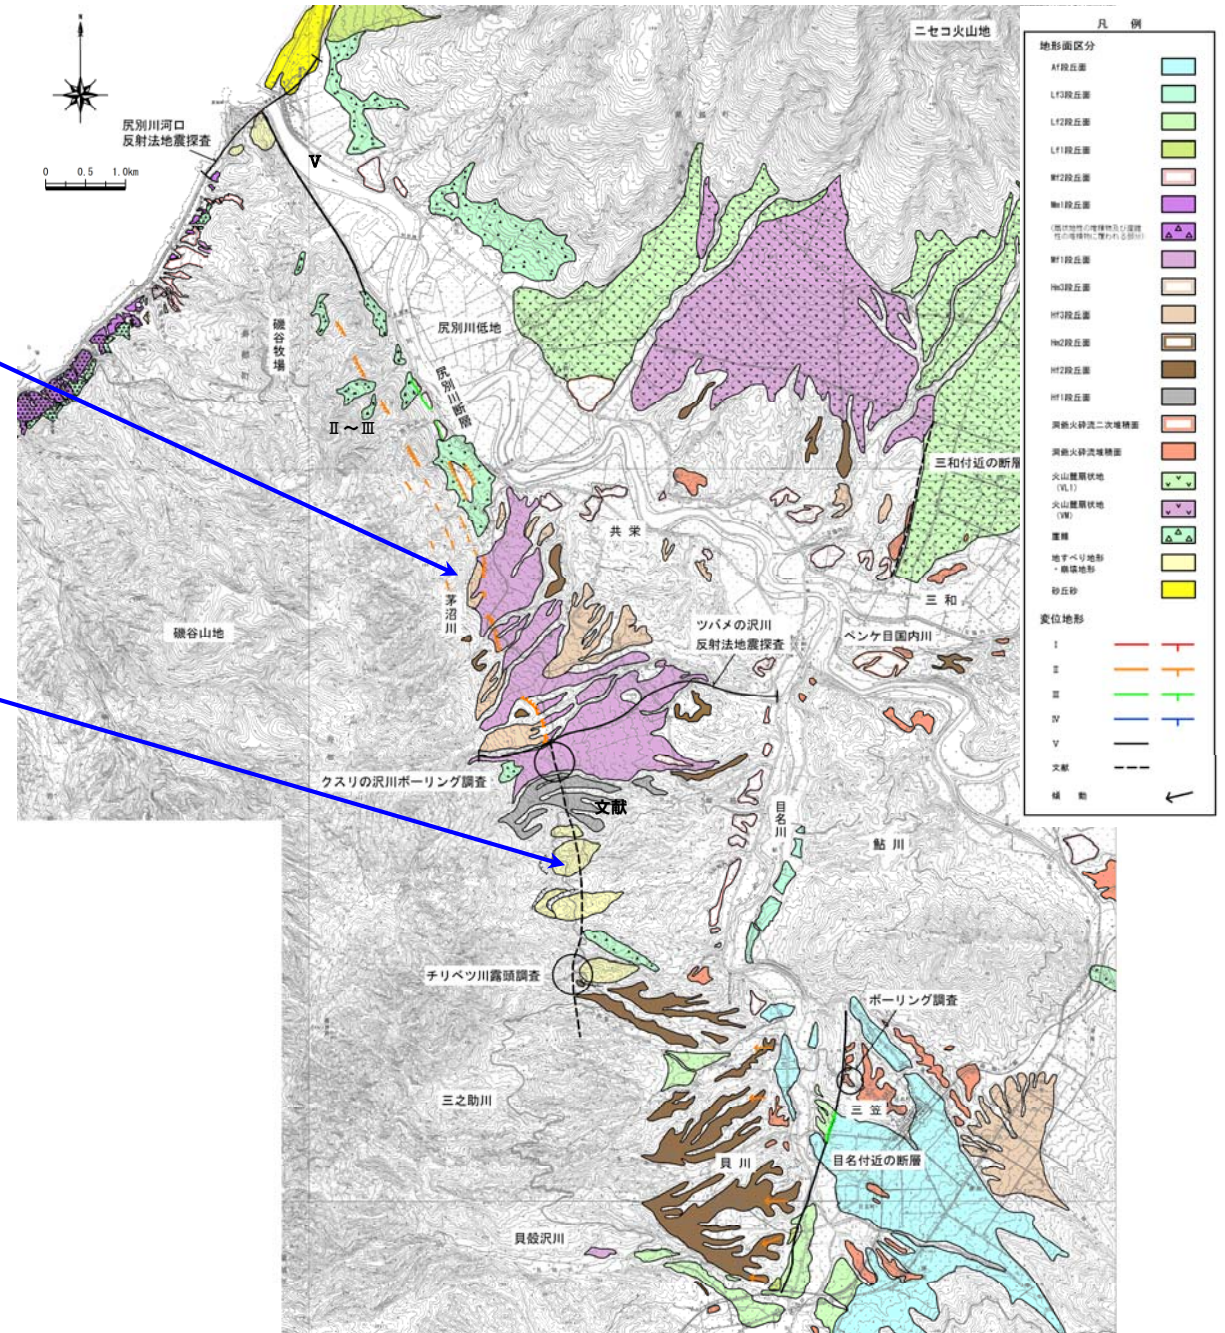 ニセコ火山地
尻別川河口
反射法地震探査
0 0.5 1.0km
Ⅴ
磯谷牧場
尻別川低地
尻別川断層
Ⅱ～Ⅲ
三和付近の断層
共栄
茅沼川
三和
磯谷山地
ツバメの沢川
反射法地震探査
ペンケ目国内川
クスリの沢川ボーリング調査
文献
目名川
鮎川
チリベツ川露頭調査
ボーリング調査
三之助川
三笠
貝川
目名付近の断層
貝殻沢川
凡例
地形面区分
Af段丘面
Lf3段丘面
Lf2段丘面
Lf1段丘面
Mf2段丘面
Mm1段丘面
Mf1段丘面
Hm3段丘面
Hf3段丘面
Hm2段丘面
Hf2段丘面
Hf1段丘面
洞爺火砕流二次堆積面
洞爺火砕流堆積面
火山麓扇状地
(VL1)
火山麓扇状地
(VM)
崖錐
地すべり地形
・崩壊地形
砂丘砂
変位地形
Ⅰ
Ⅱ
Ⅲ
Ⅳ
Ⅴ
文献
傾動